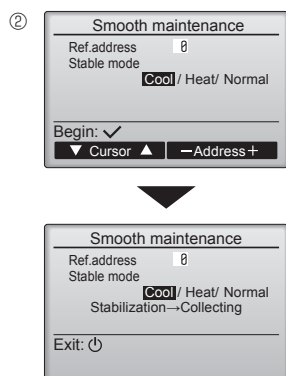 ②
Smooth maintenance
Ref.address 0
Stable mode
Cool / Heat/ Normal
Begin: ✓
▼ Cursor ▲ −Address+
Smooth maintenance
Ref.address 0
Stable mode
Cool / Heat/ Normal
Stabilization→Collecting
Exit: ⏻